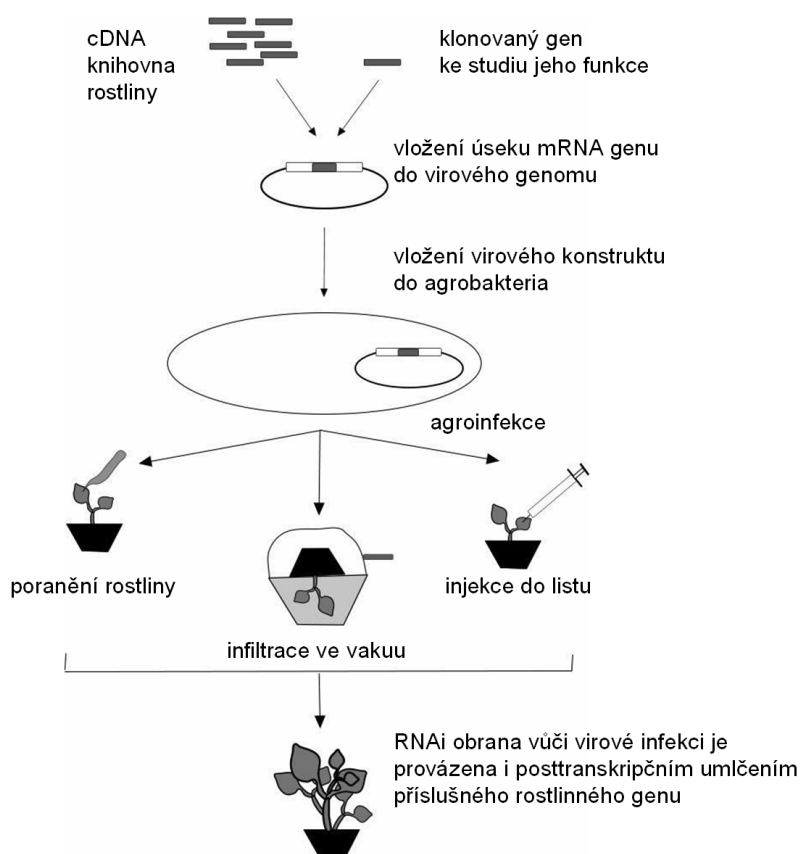 cDNA
knihovna
rostliny
klonovaný gen
ke studiu jeho funkce
vložení úseku mRNA genu
do virového genomu
vložení virového konstruktu
do agrobakteria
agroinfekce
poranění rostliny
injekce do listu
infiltrace ve vakuu
RNAi obrana vůči virové infekci je
provázena i posttranskripčním umlčením
příslušného rostlinného genu